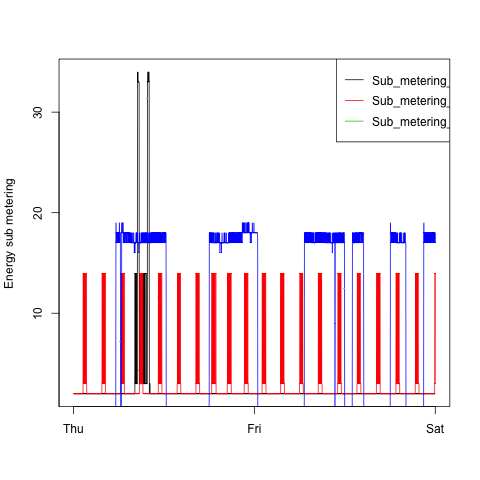 Energy sub metering
30
20
10
Sub_metering_
Sub_metering_
Sub_metering_
Thu
Fri
Sat